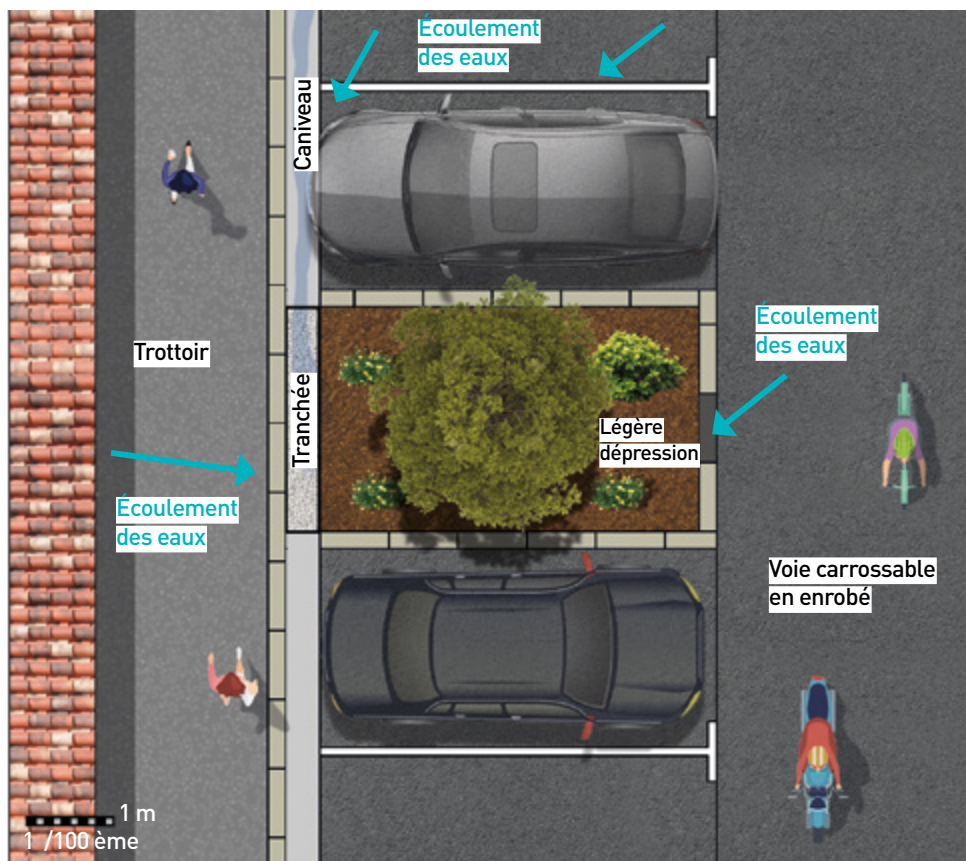 Écoulement
des eaux
Caniveau
Écoulement
des eaux
Trottoir
Tranchée
Légère
dépression
Écoulement
des eaux
Voie carrossable
en enrobé
1 m
1 /100 ème